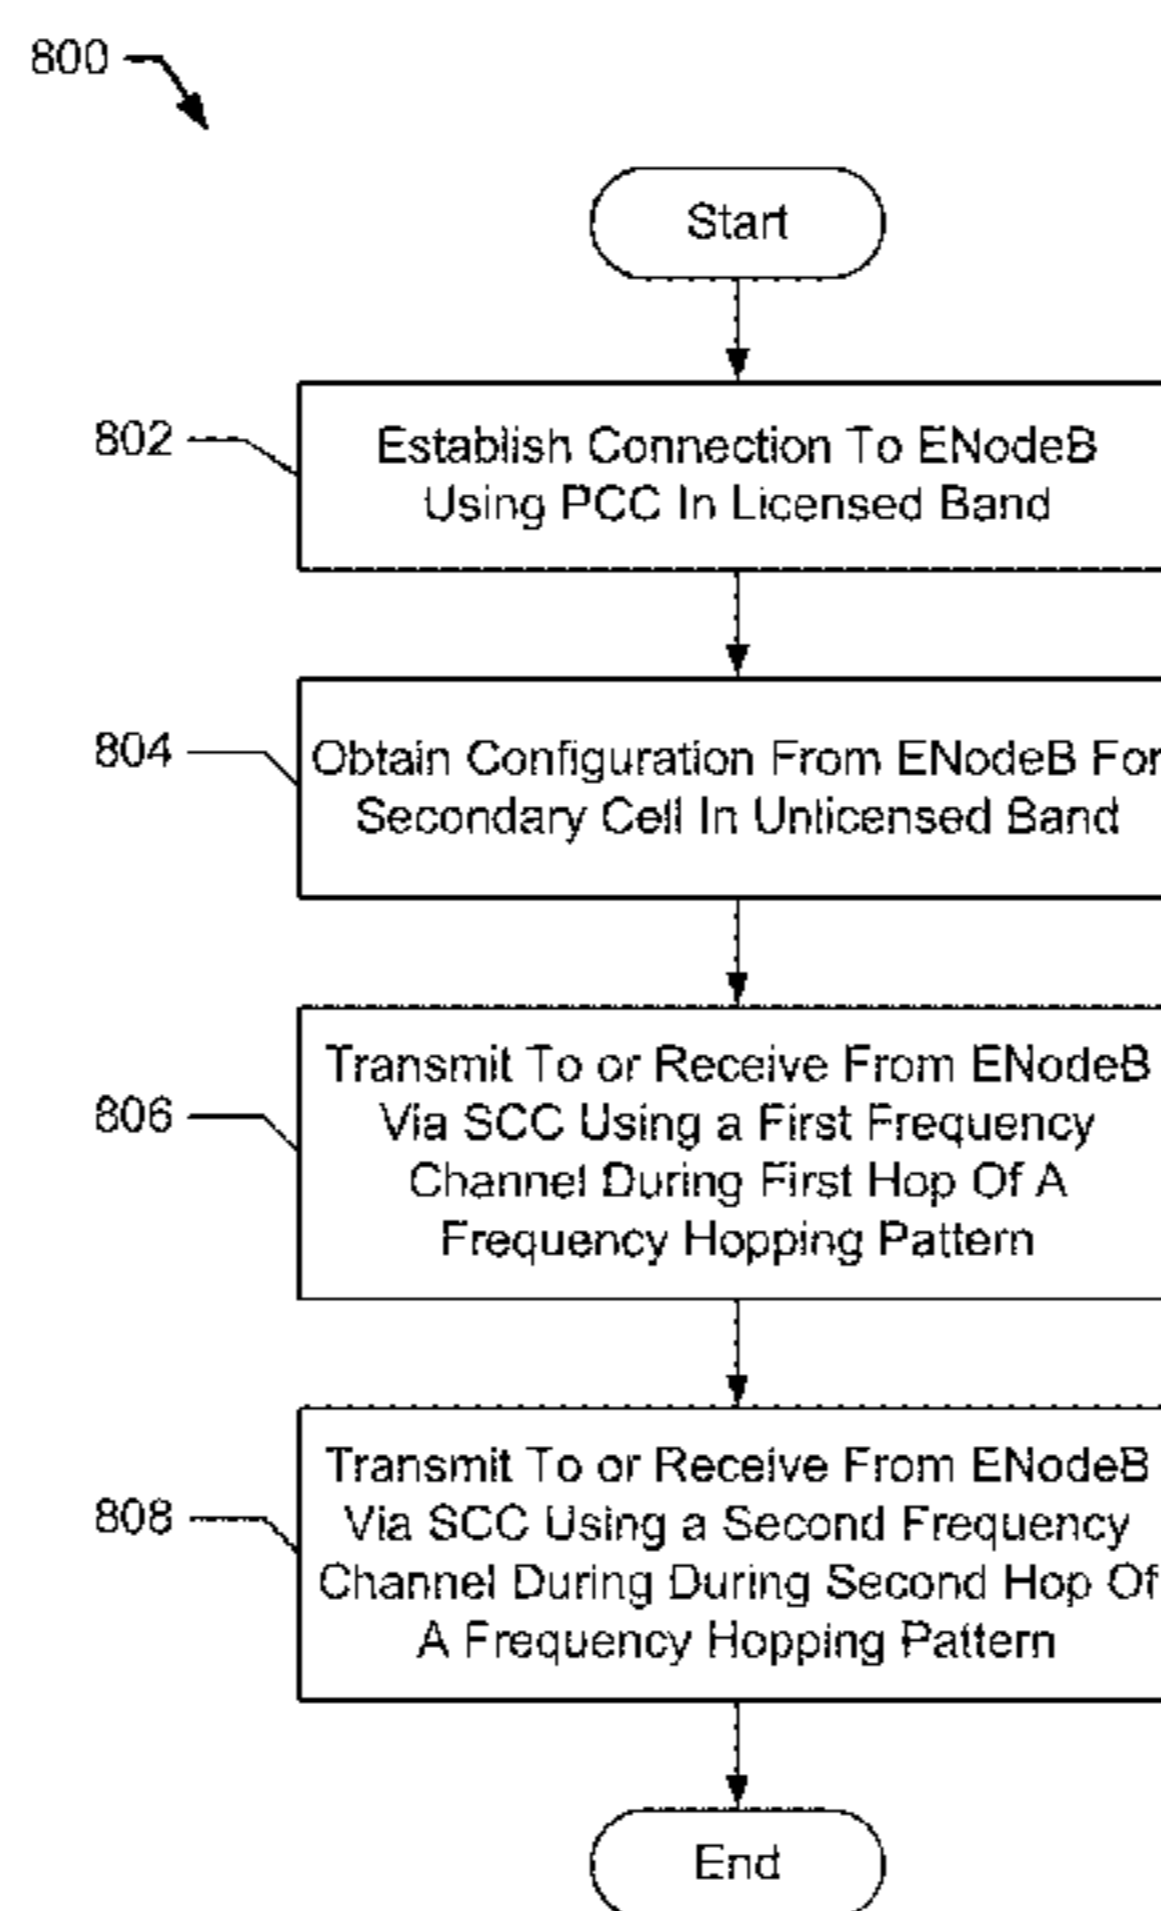 800
Start
802
Establish Connection To ENodeB
Using PCC In Licensed Band
804
Obtain Configuration From ENodeB For
Secondary Cell In Unlicensed Band
806
Transmit To or Receive From ENodeB
Via SCC Using a First Frequency
Channel During First Hop Of A
Frequency Hopping Pattern
808
Transmit To or Receive From ENodeB
Via SCC Using a Second Frequency
Channel During During Second Hop Of
A Frequency Hopping Pattern
End